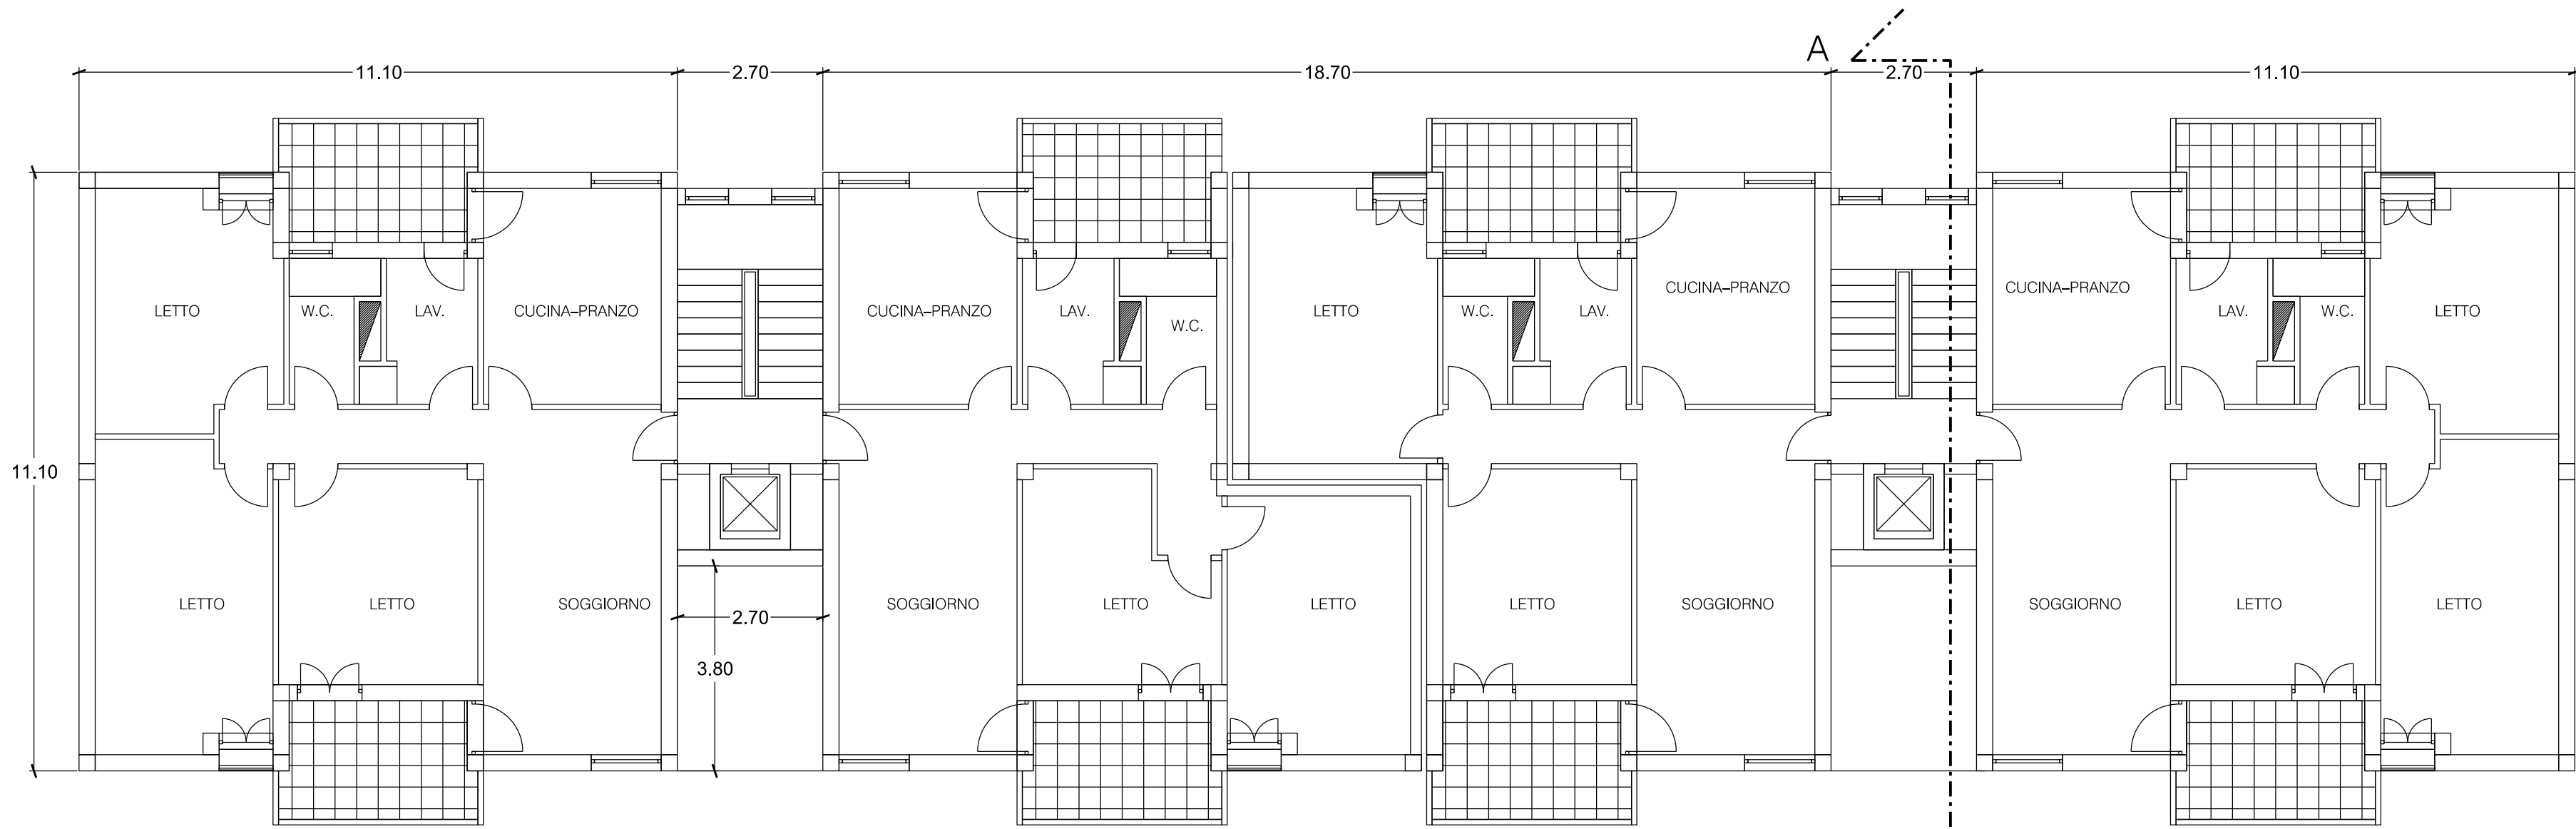 A
11.10
2.70
18.70
2.70
11.10
CUCINA–PRANZO
CUCINA–PRANZO
LETTO
W.C.
LAV.
CUCINA–PRANZO
CUCINA–PRANZO
LAV.
W.C.
LETTO
W.C.
LAV.
LAV.
W.C.
LETTO
11.10
LETTO
LETTO
SOGGIORNO
SOGGIORNO
LETTO
LETTO
LETTO
SOGGIORNO
SOGGIORNO
LETTO
LETTO
2.70
3.80